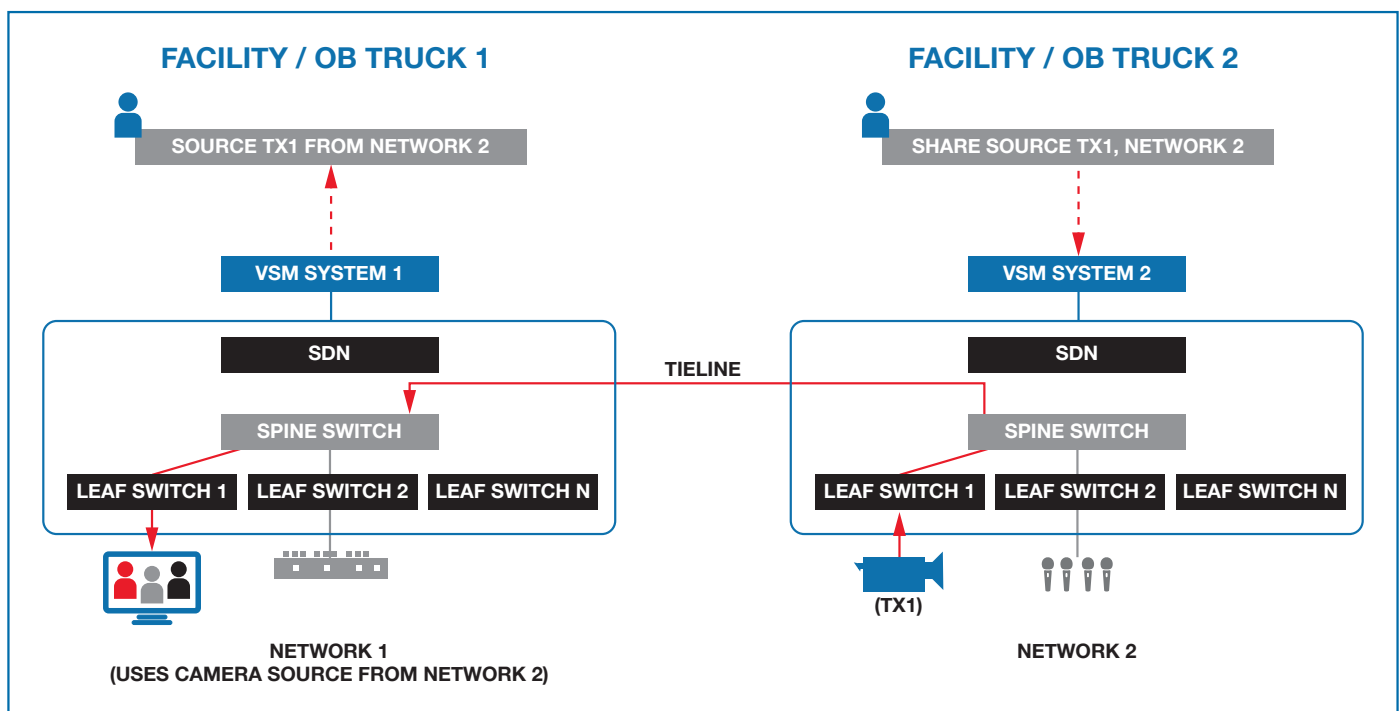 FACILITY / OB TRUCK 1
SOURCE TX1 FROM NETWORK 2
VSM SYSTEM 1
SDN
SPINE SWITCH
LEAF SWITCH 1
LEAF SWITCH 2
LEAF SWITCH N
NETWORK 1
(USES CAMERA SOURCE FROM NETWORK 2)
TIELINE
FACILITY / OB TRUCK 2
SHARE SOURCE TX1, NETWORK 2
VSM SYSTEM 2
SDN
SPINE SWITCH
LEAF SWITCH 1
LEAF SWITCH 2
LEAF SWITCH N
(TX1)
NETWORK 2